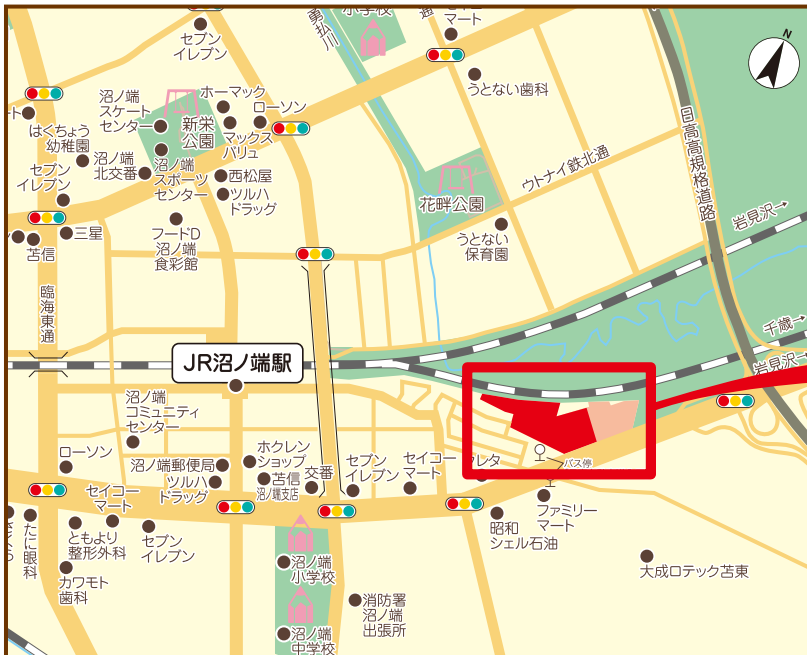 小学校
勇払川
通
マート
セブン
イレブン
うとない歯科
N
ホーマック
ローソン
沼ノ端
スケート
センター
新栄
公園
マックス
バリュ
ート
はくちょう
幼稚園
沼ノ端
北交番
沼ノ端
スポーツ
センター
西松屋
ツルハ
ドラッグ
セブン
イレブン
花畔公園
ウトナイ鉄北通
日高高規格道路
岩見沢→
三星
苫信
フードD
沼ノ端
食彩館
うとない
保育園
臨海東通
千歳→
岩見沢→
JR沼ノ端駅
沼ノ端
コミュニティ
センター
ローソン
沼ノ端郵便局
ツルハ
ドラッグ
ホクレン
ショップ
苫信
沼ノ端支店
交番
セブン
イレブン
セイコー
マート
レタ
バス停
ファミリー
マート
昭和
シェル石油
セイコー
マート
たに眼科
ともより
整形外科
セブン
イレブン
カワモト
歯科
沼ノ端
小学校
大成ロテック苫東
消防署
沼ノ端
出張所
沼ノ端
中学校